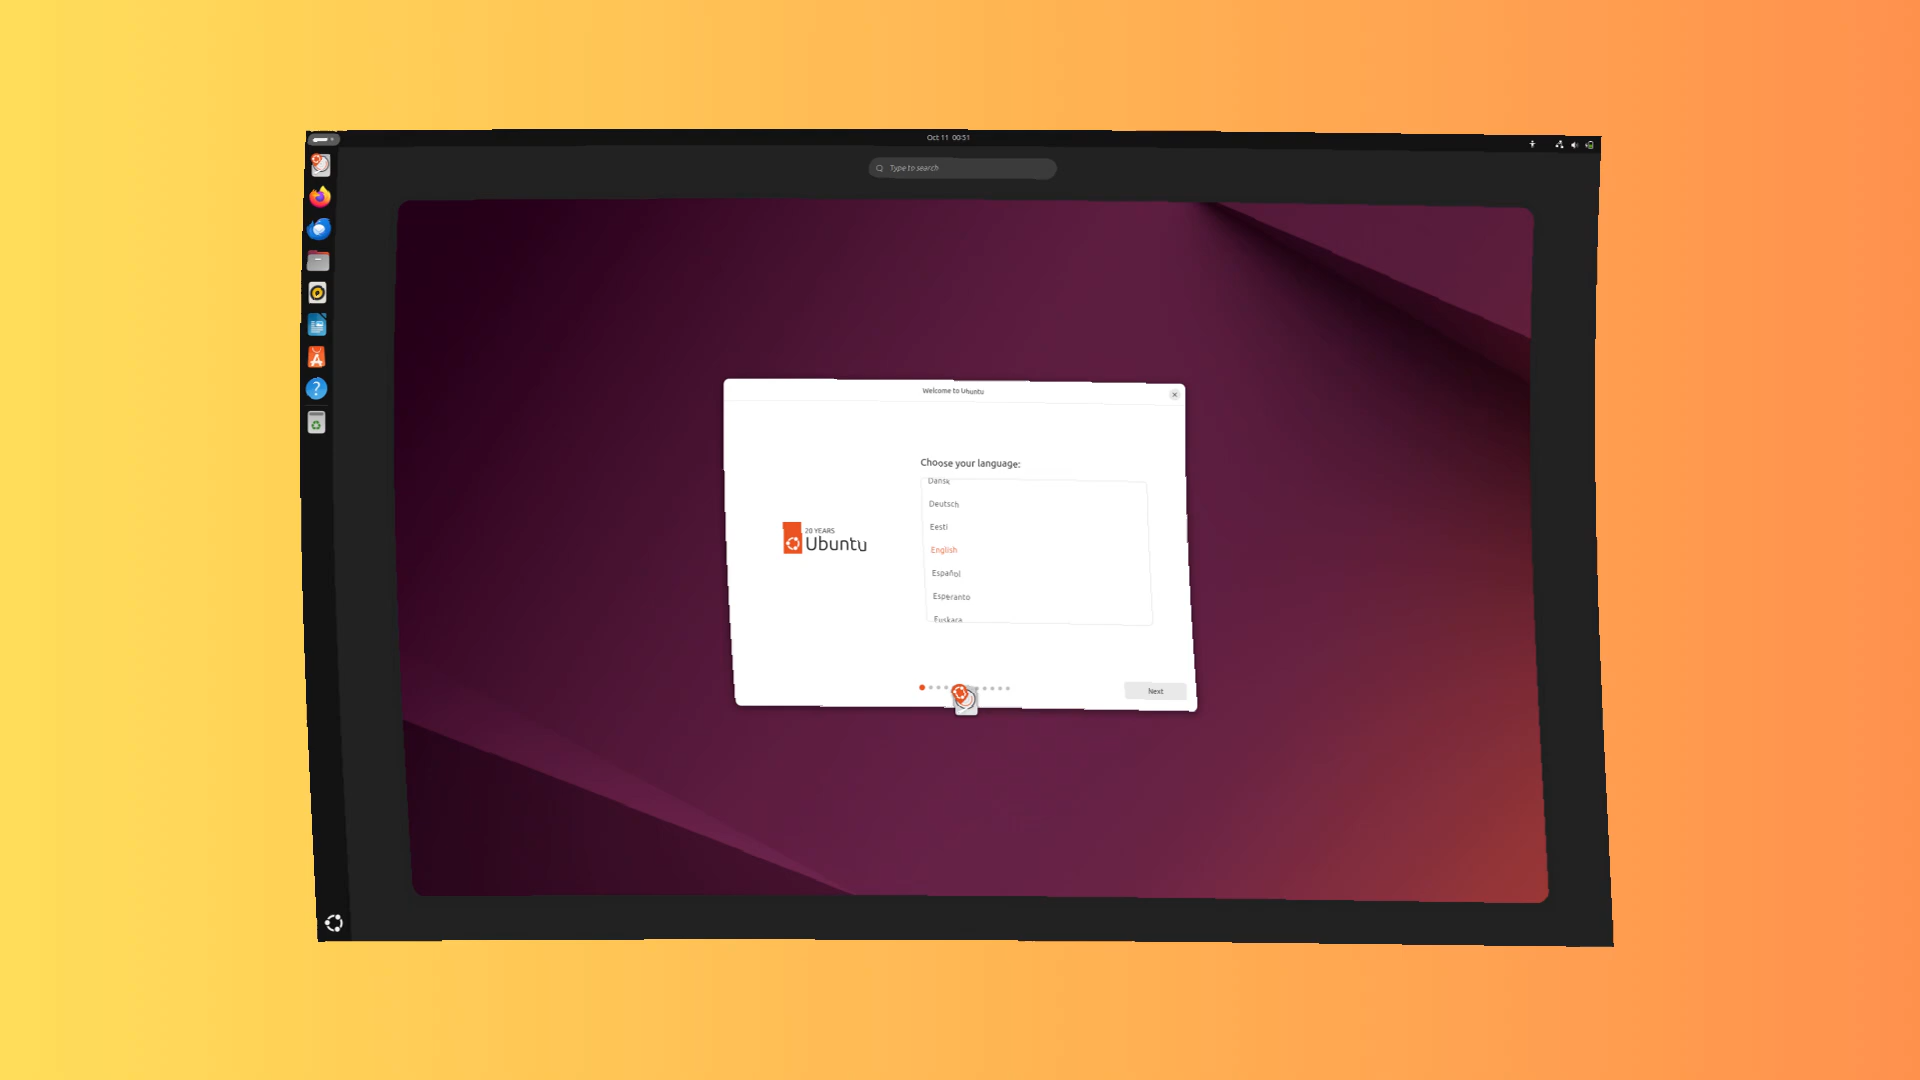 Oct 11 00:51
Type to search
Welcome to Ubuntu
Choose your language:
Dansk
Deutsch
Eesti
English
Español
Esperanto
Euskara
20 YEARS
Ubuntu
Next